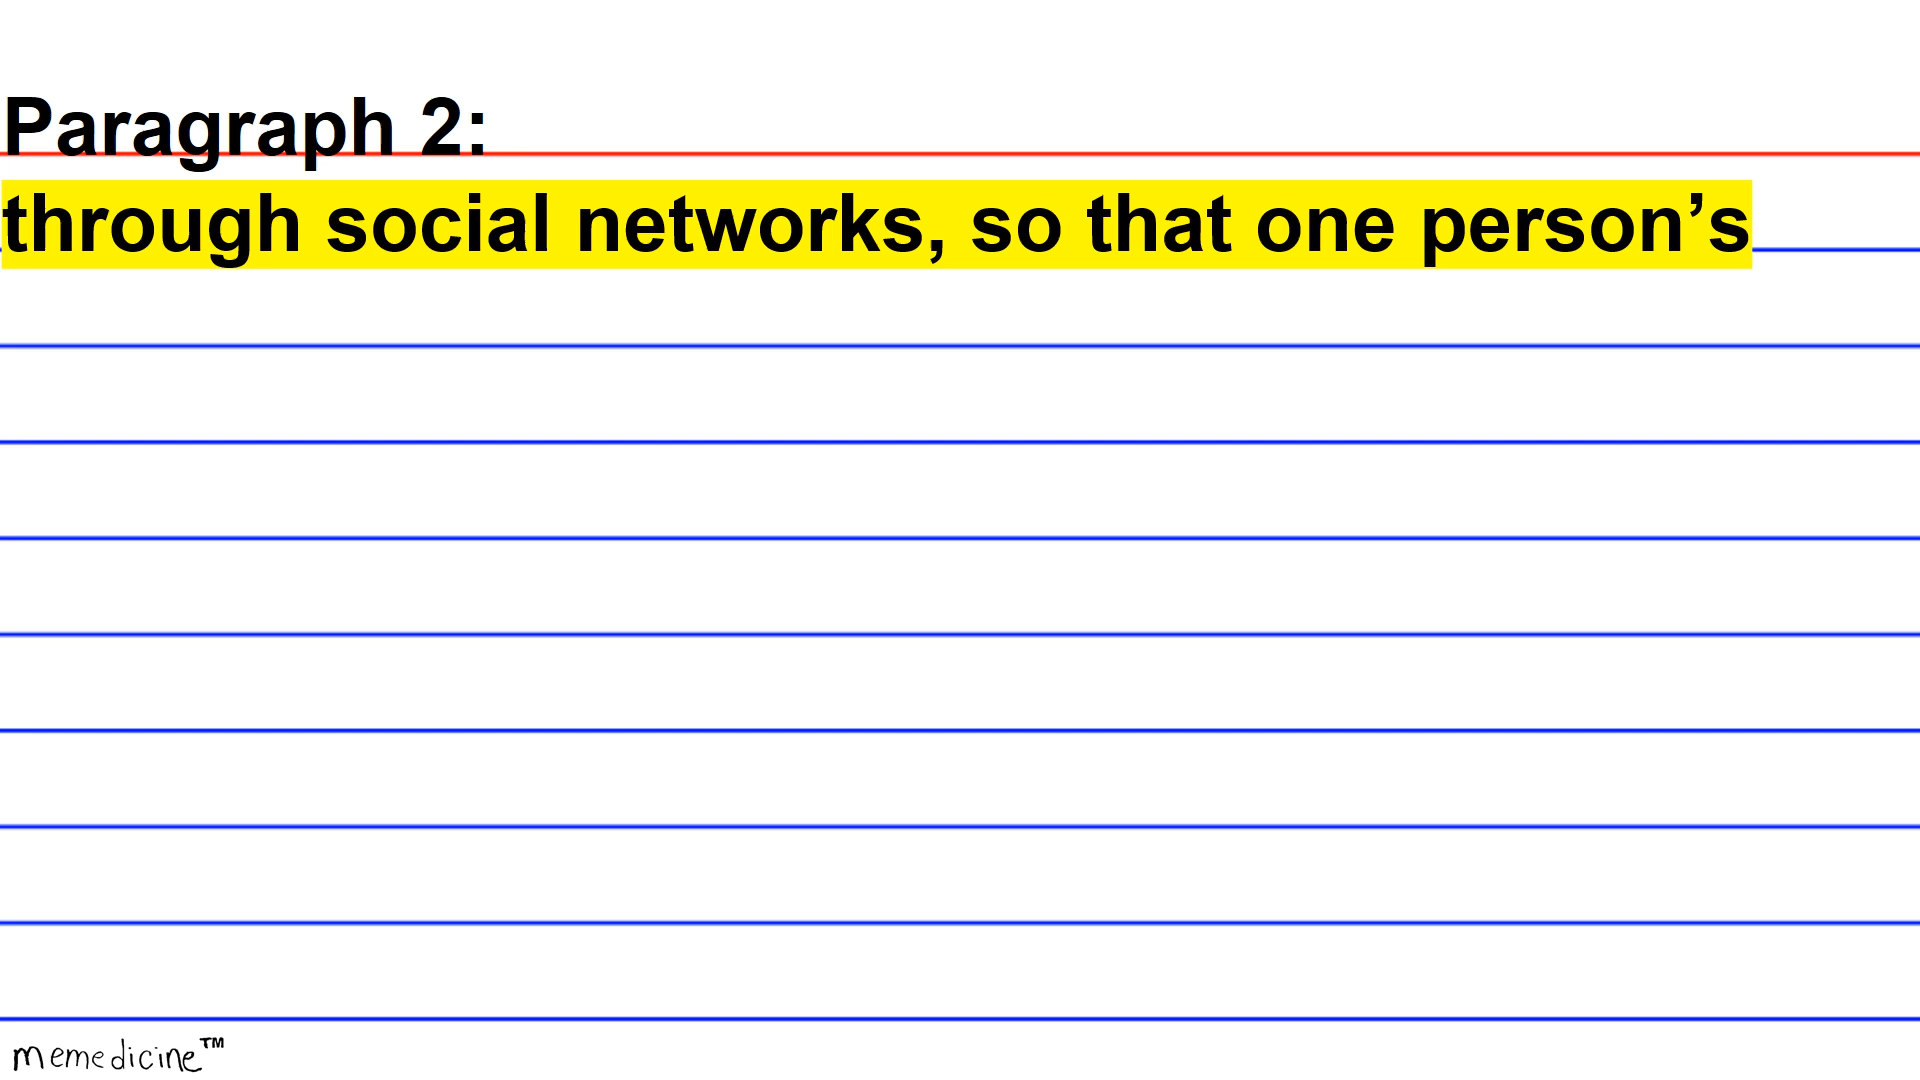 Paragraph 2:
through social networks, so that one person’s
memedicine™